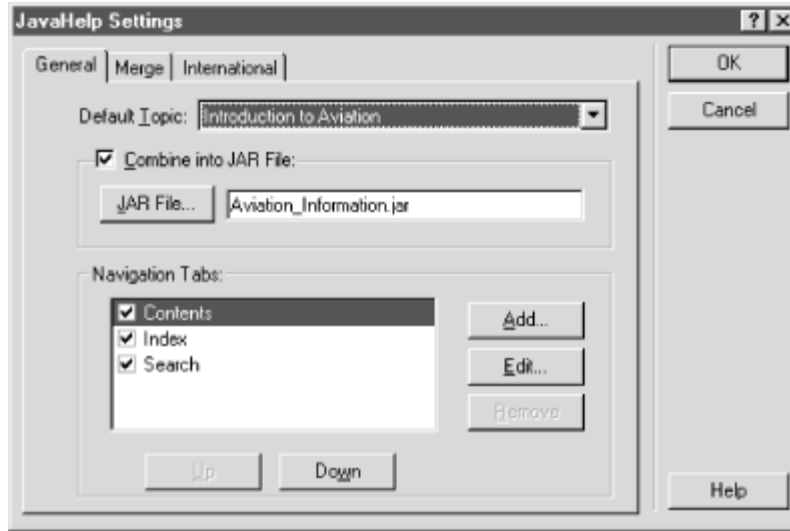 JavaHelp Settings
General Merge International
OK
Default Topic: Introduction to Aviation
Cancel
Combine into JAR File:
JAR File... Aviation_Information.jar
Navigation Tabs:
Contents
Index
Search
Add...
Edit...
Remove
Up Down
Help